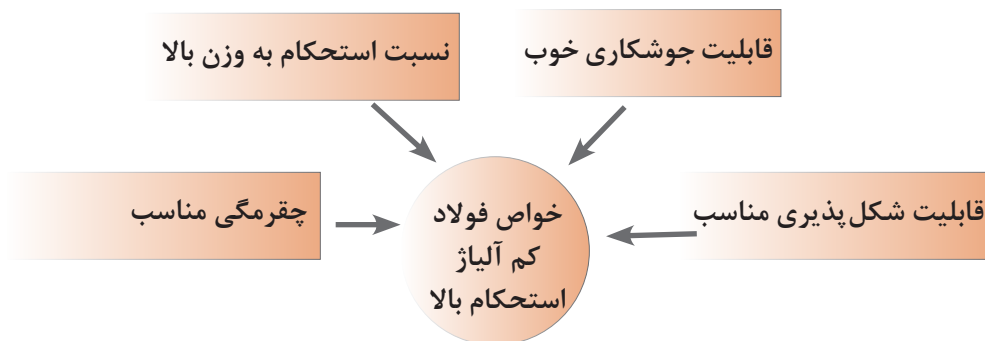 قابلیت جوشکاری خوب
نسبت استحکام به وزن بالا
قابلیت شکل‌پذیری مناسب
چقرمگی مناسب
خواص فولاد
کم آلیاژ
استحکام بالا